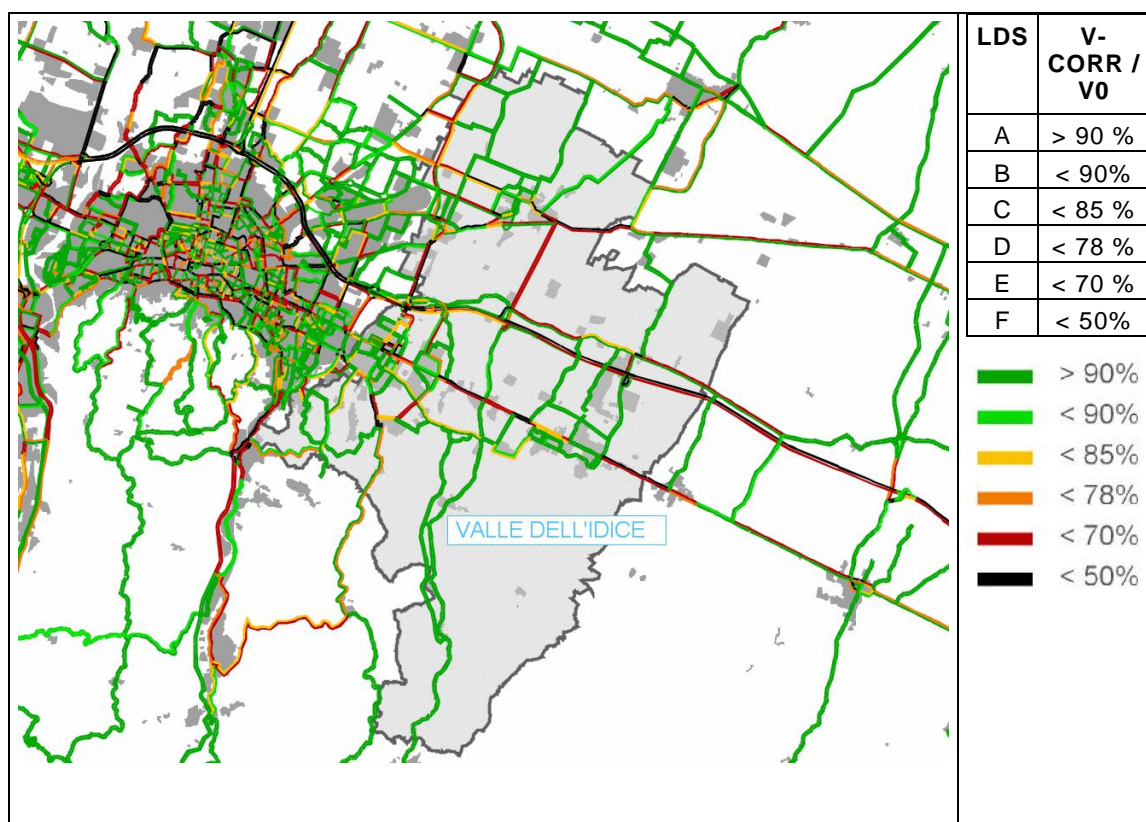 LDS V-CORR / V0
A > 90 %
B < 90%
C < 85 %
D < 78 %
E < 70 %
F < 50%
> 90%
< 90%
< 85%
< 78%
< 70%
< 50%
VALLE DELL'IDICE